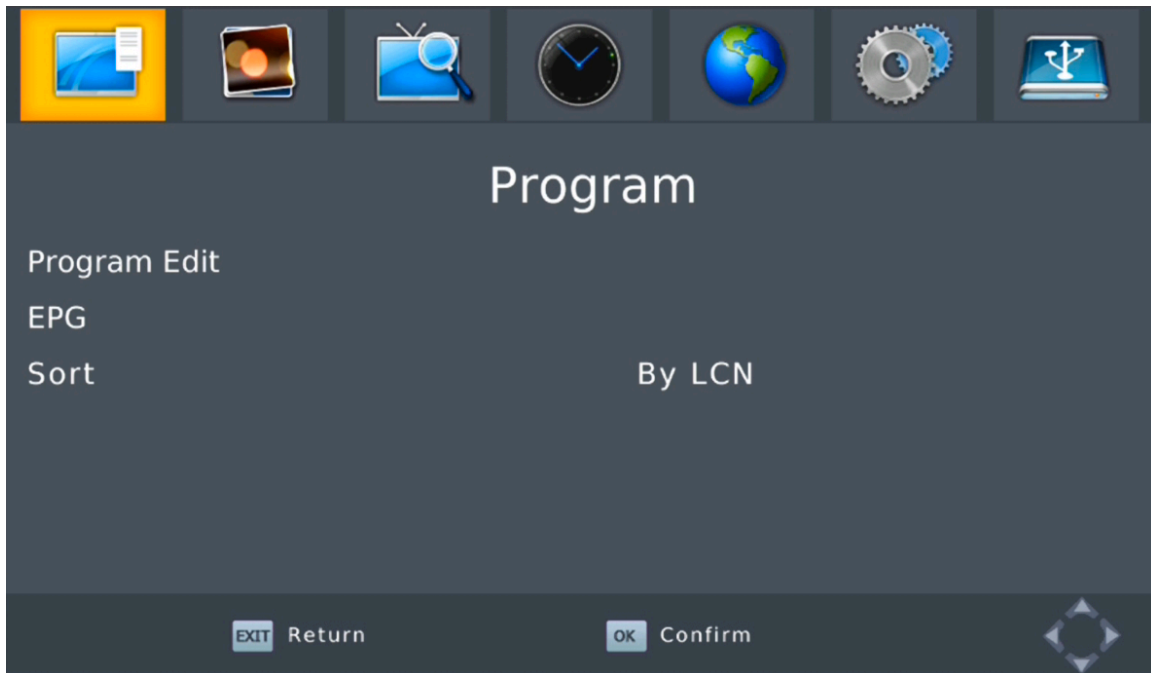 Program
Program Edit
EPG
Sort By LCN
EXIT Return OK Confirm